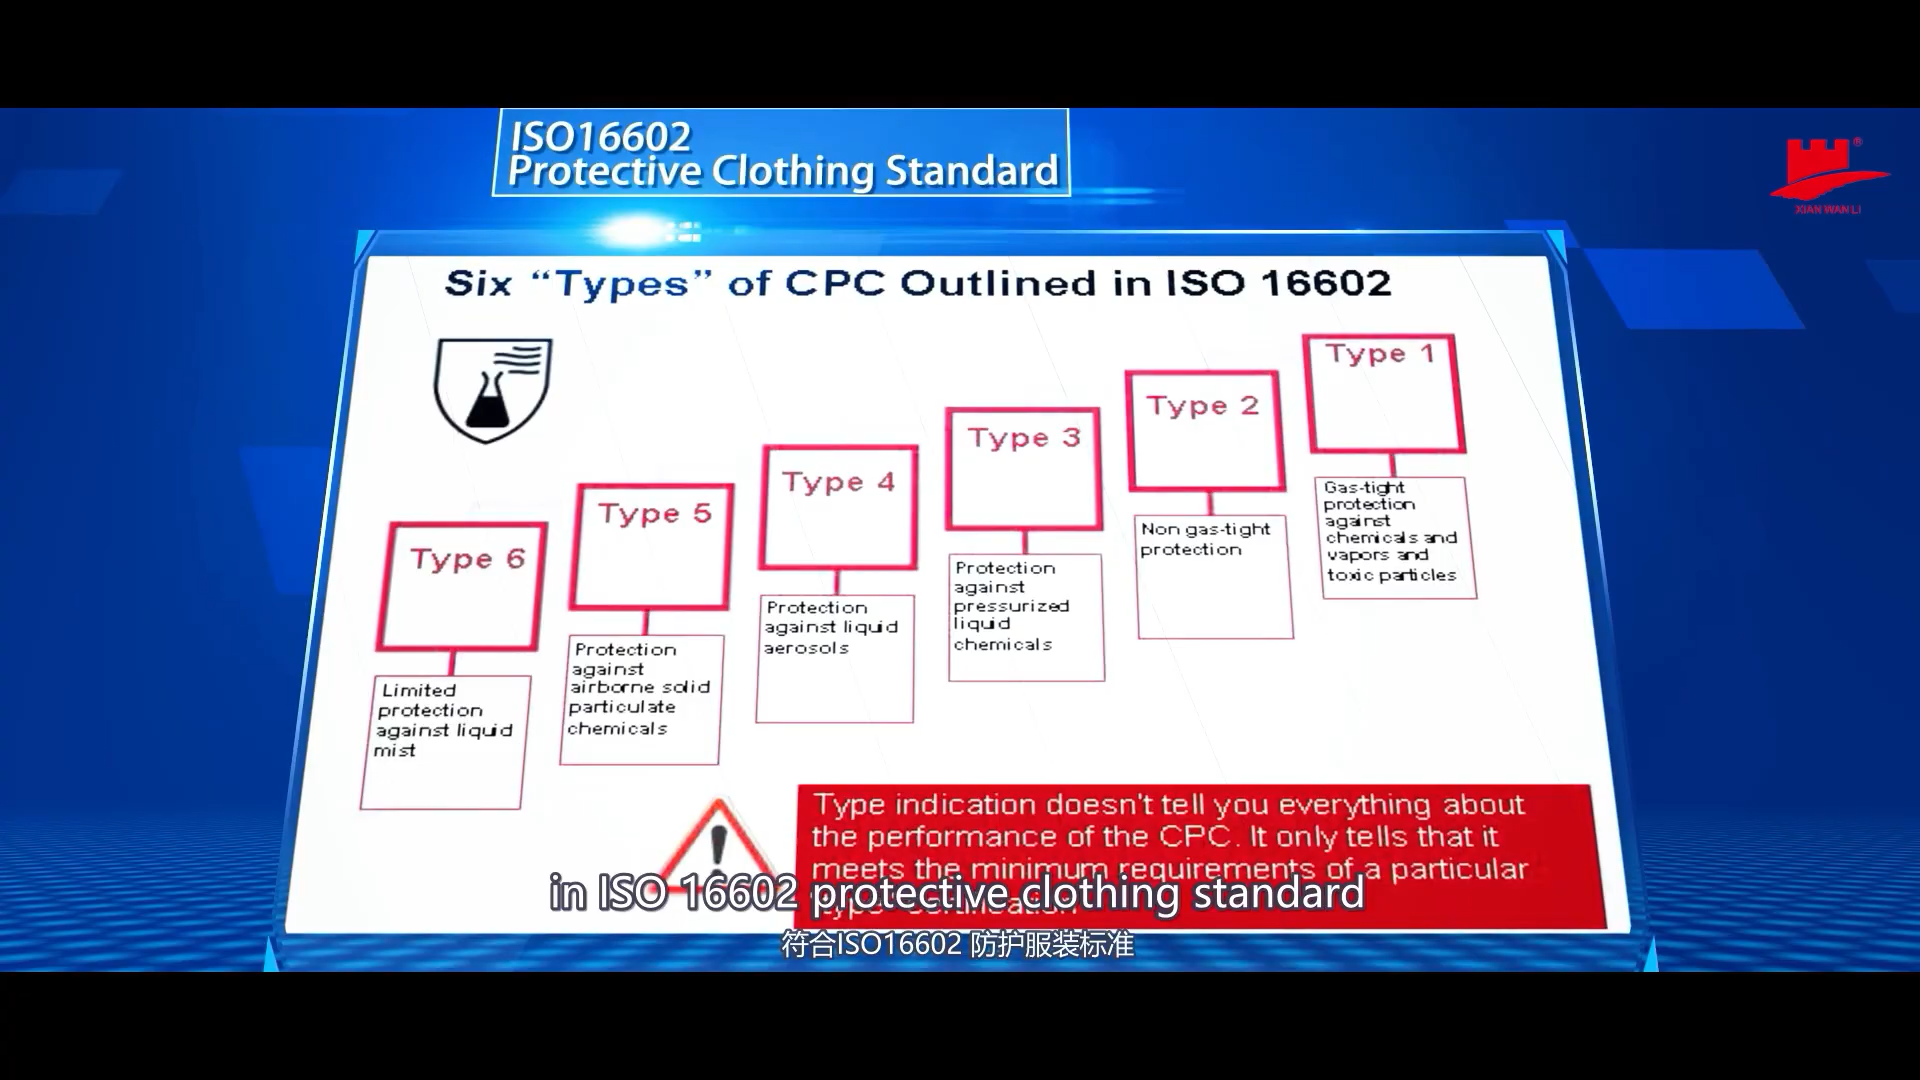 ISO16602
Protective Clothing Standard
®
XIAN WAN LI
Six “Types” of CPC Outlined in ISO 16602
Type 1
Gas-tight
protection
against
chemicals and
vapors and
toxic particles
Type 2
Non gas-tight
protection
Type 3
Protection
against
pressurized
liquid
chemicals
Type 4
Protection
against liquid
aerosols
Type 5
Protection
against
airborne solid
particulate
chemicals
Type 6
Limited
protection
against liquid
mist
Type indication doesn't tell you everything about
the performance of the CPC. It only tells that it
meets the minimum requirements of a particular
in ISO 16602 protective clothing standard
符合ISO16602 防护服装标准